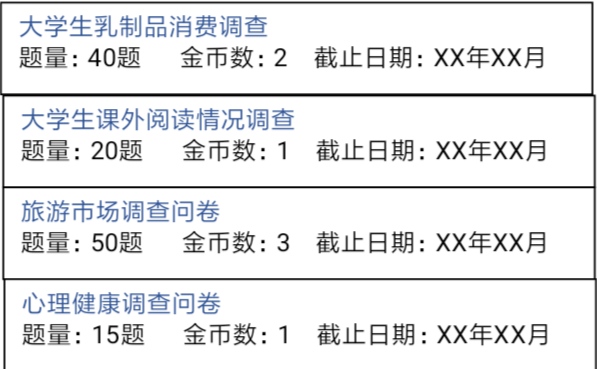 大学生乳制品消费调查
题量：40题 金币数：2 截止日期：XX年XX月
大学生课外阅读情况调查
题量：20题 金币数：1 截止日期：XX年XX月
旅游市场调查问卷
题量：50题 金币数：3 截止日期：XX年XX月
心理健康调查问卷
题量：15题 金币数：1 截止日期：XX年XX月